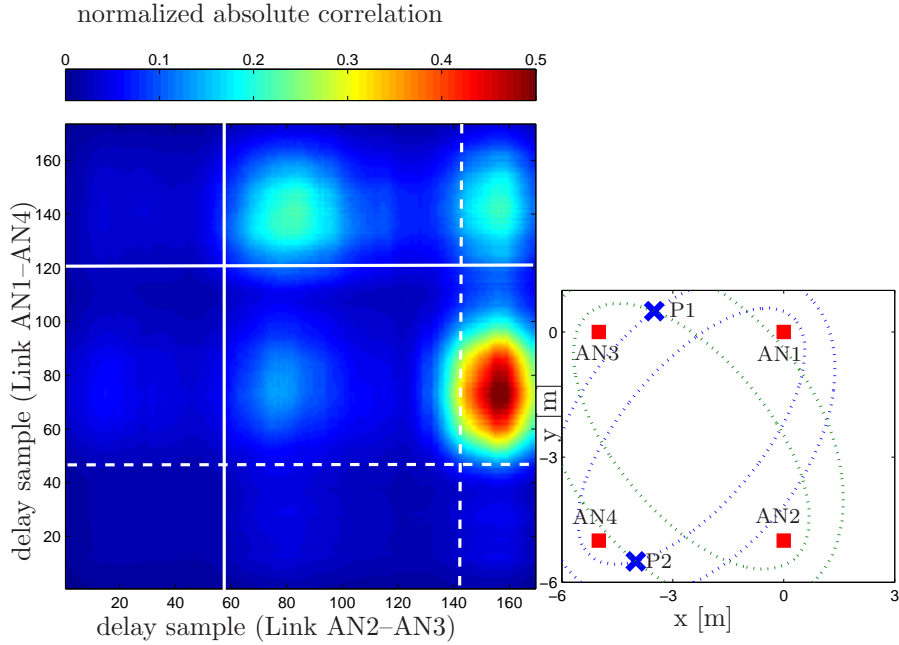 normalized absolute correlation
0 0.1 0.2 0.3 0.4 0.5
delay sample (Link AN1–AN4)
160
140
120
100
80
60
40
20
20 40 60 80 100 120 140 160
delay sample (Link AN2–AN3)
y [m]
0
−3
−6
P1
AN3 AN1
AN4 AN2
P2
−6 −3 0 3
x [m]